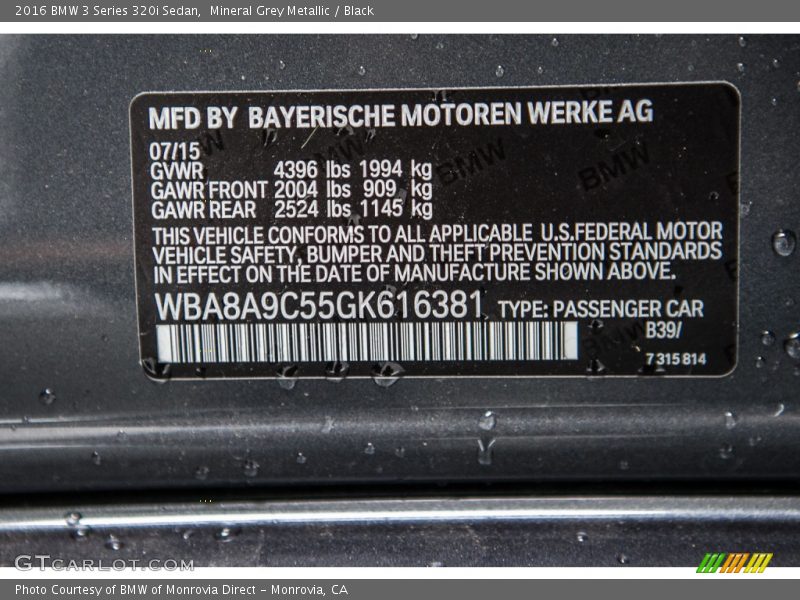 2016 BMW 3 Series 320i Sedan,  Mineral Grey Metallic / Black
MFD BY BAYERISCHE MOTOREN WERKE AG
07/15
GVWR 4396 lbs 1994 kg
GAWR FRONT 2004 lbs 909 kg
GAWR REAR 2524 lbs 1145 kg
THIS VEHICLE CONFORMS TO ALL APPLICABLE U.S.FEDERAL MOTOR
VEHICLE SAFETY, BUMPER AND THEFT PREVENTION STANDARDS
IN EFFECT ON THE DATE OF MANUFACTURE SHOWN ABOVE.
WBA8A9C55GK616381 TYPE: PASSENGER CAR
B39/
7 315 814
GTCARLOT.COM
Photo Courtesy of BMW of Monrovia Direct - Monrovia, CA